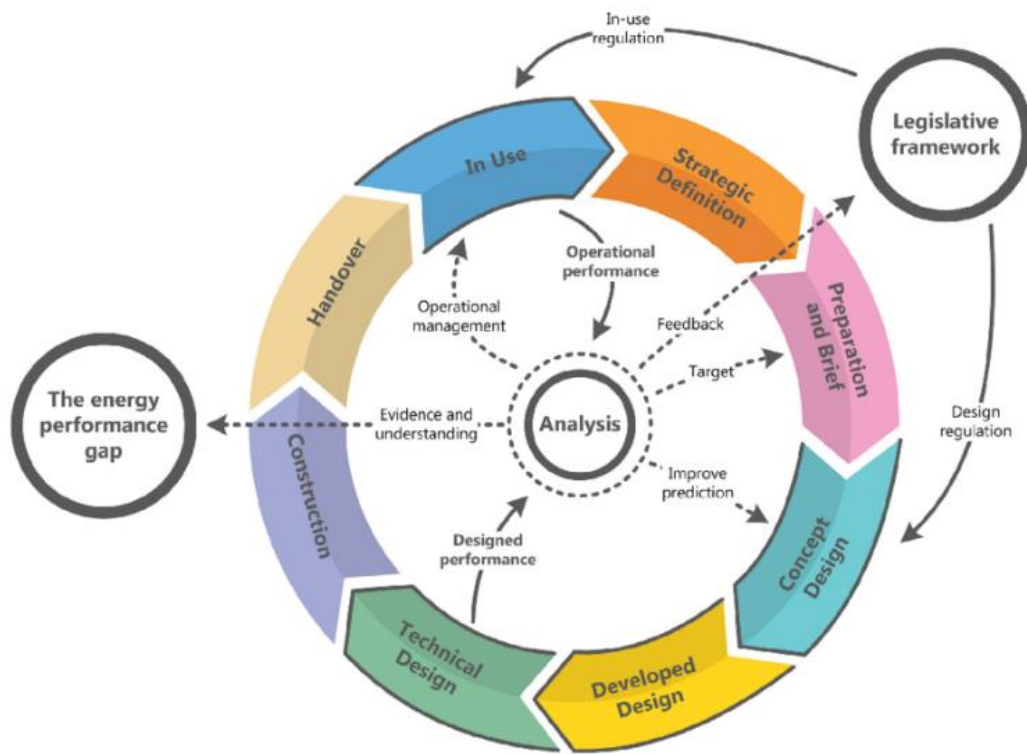 In-use
regulation
Legislative
framework
In Use
Strategic
Definition
Operational
performance
Handover
Operational
management
Preparation
and Brief
Feedback
Target
The energy
performance
gap
Evidence and
understanding
Analysis
Design
regulation
Construction
Improve
prediction
Designed
performance
Concept
Design
Technical
Design
Developed
Design